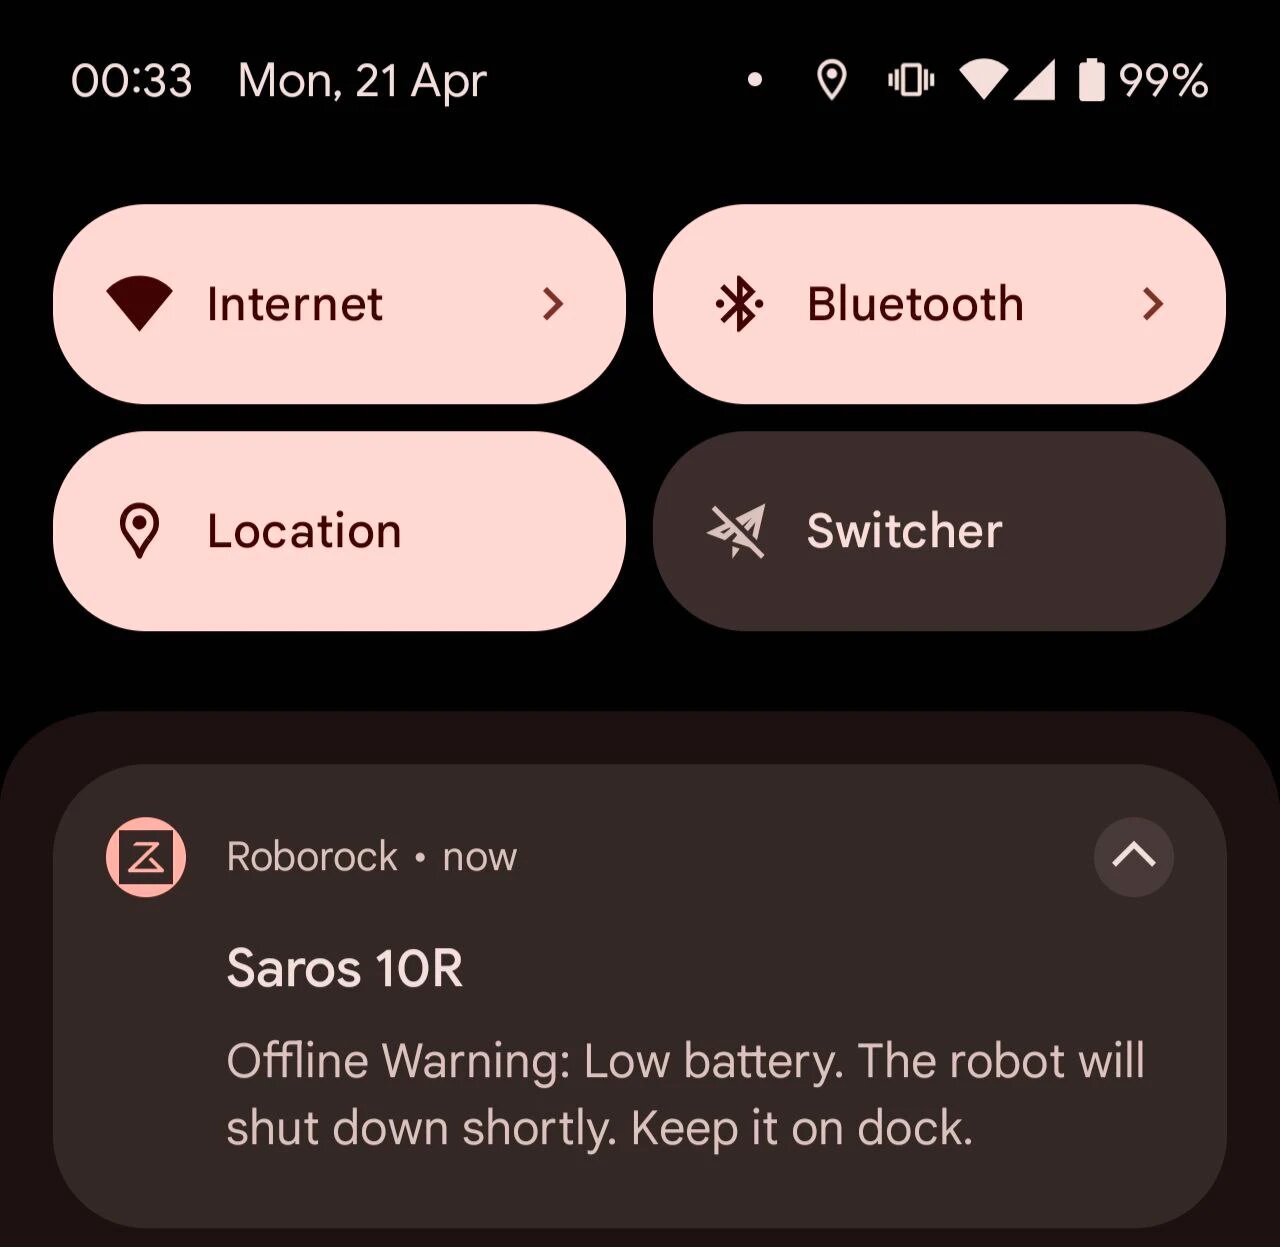 00:33 Mon, 21 Apr 99%
Internet Bluetooth
Location Switcher
Roborock • now
Saros 10R
Offline Warning: Low battery. The robot will
shut down shortly. Keep it on dock.